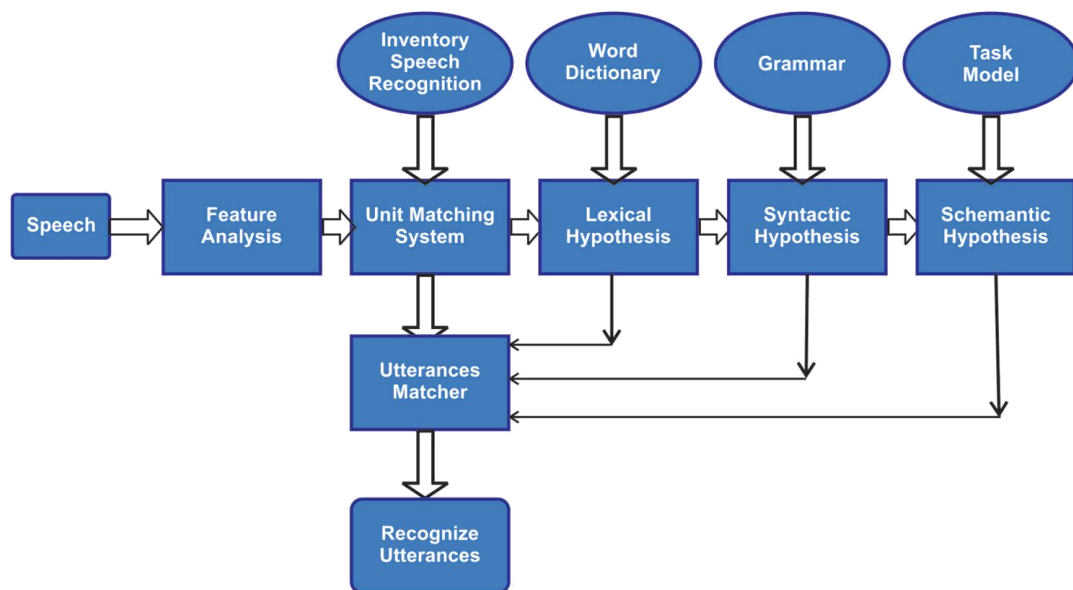 Inventory
Speech
Recognition
Word
Dictionary
Grammar
Task
Model
Speech
Feature
Analysis
Unit Matching
System
Lexical
Hypothesis
Syntactic
Hypothesis
Schemantic
Hypothesis
Utterances
Matcher
Recognize
Utterances